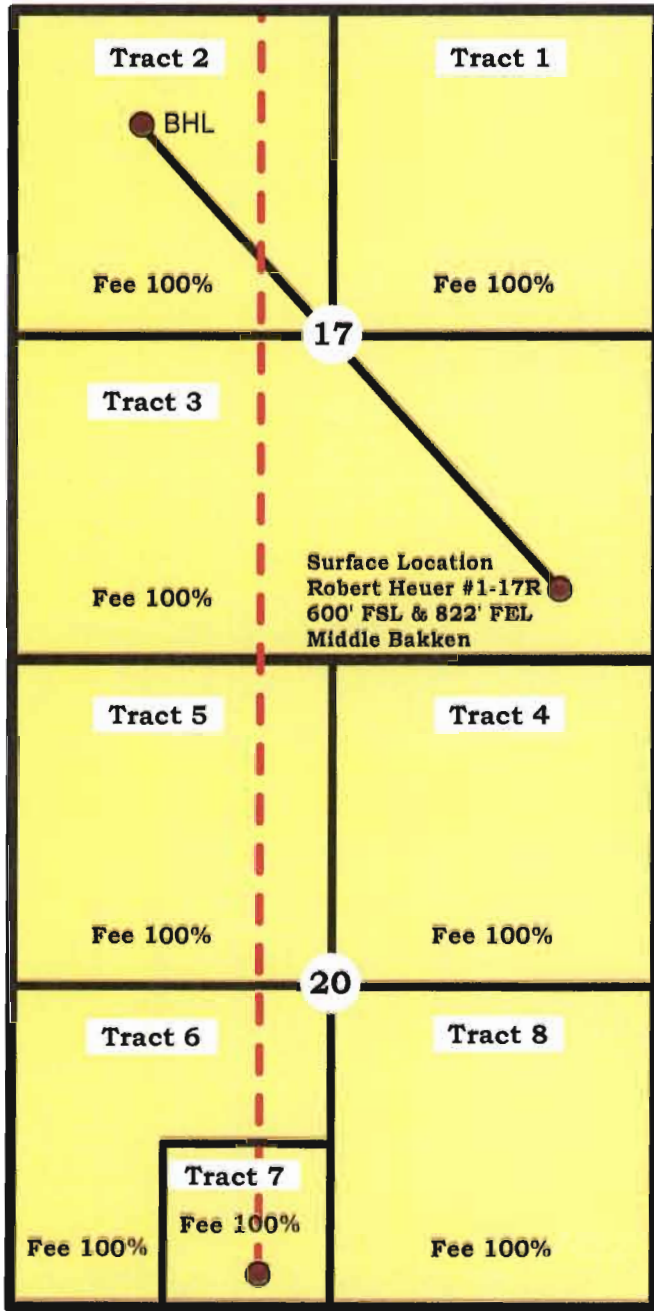 Tract 2
Tract 1
BHL
Fee 100%
Fee 100%
17
Tract 3
Fee 100%
Surface Location
Robert Heuer #1-17R
600' FSL & 822' FEL
Middle Bakken
Tract 5
Tract 4
Fee 100%
Fee 100%
20
Tract 6
Tract 8
Tract 7
Fee 100%
Fee 100%
Fee 100%